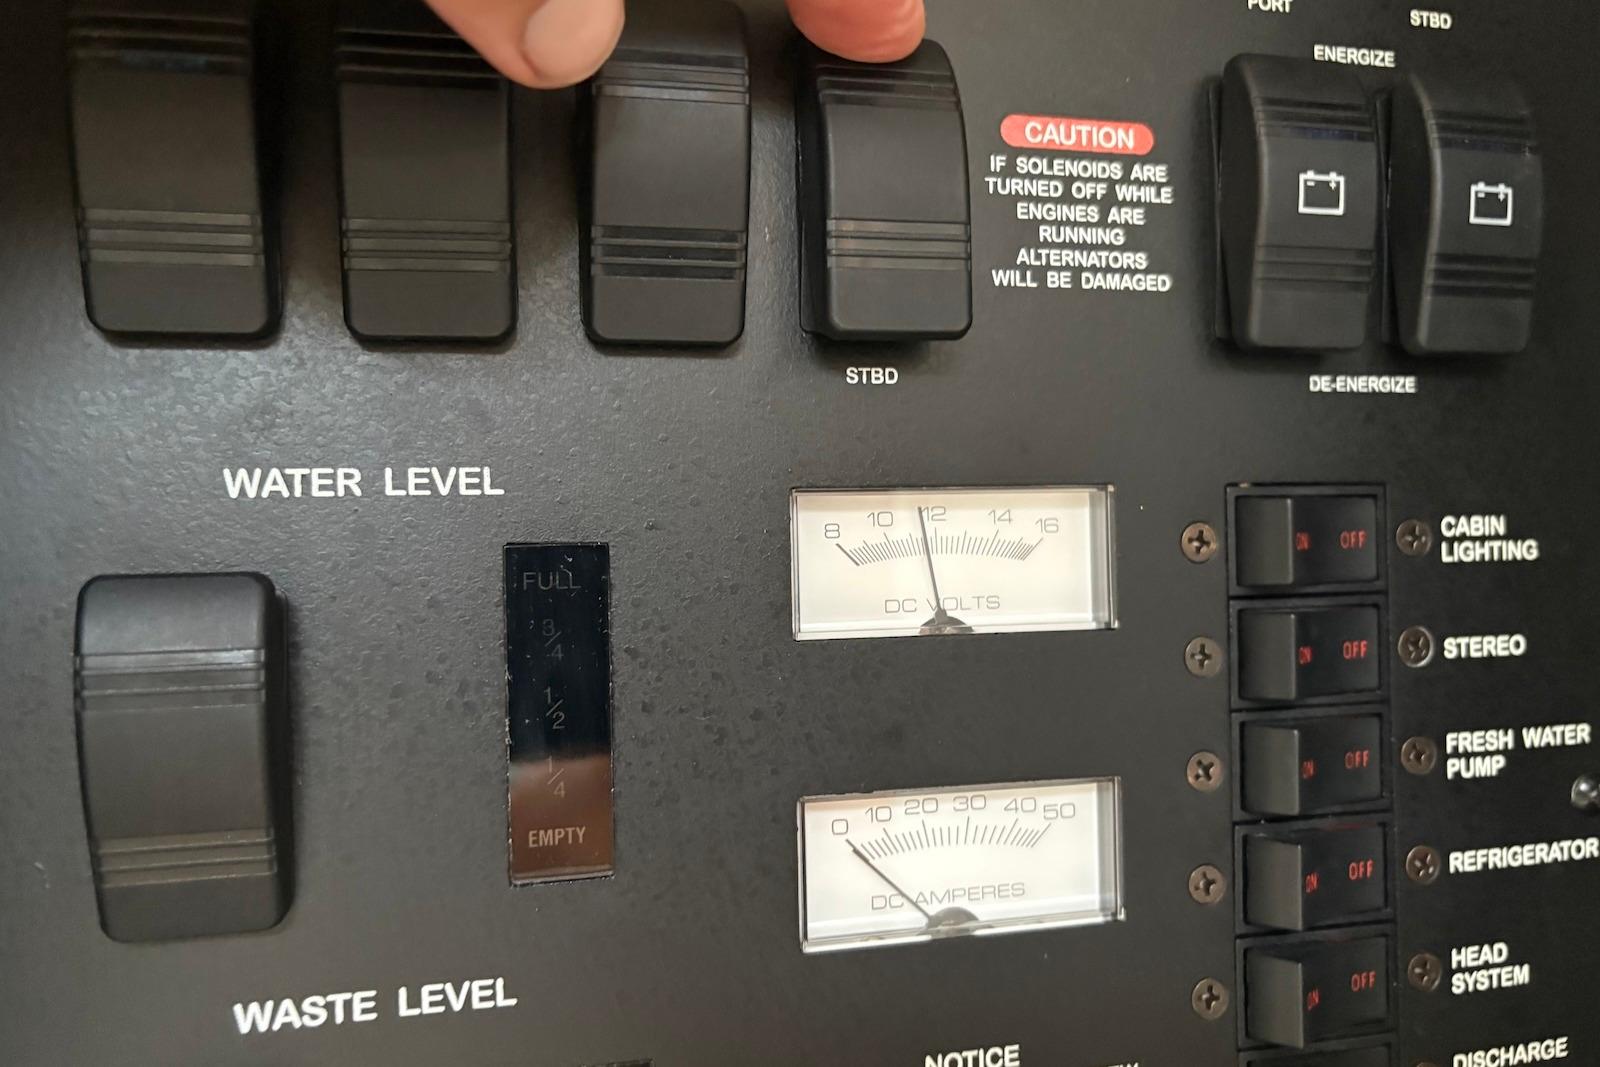 PORT
STBD
ENERGIZE
CAUTION
IF SOLENOIDS ARE
TURNED OFF WHILE
ENGINES ARE
RUNNING
ALTERNATORS
WILL BE DAMAGED
STBD
DE-ENERGIZE
WATER LEVEL
FULL
3/4
1/2
1/4
EMPTY
8 10 12 14 16
DC VOLTS
0 10 20 30 40 50
DC AMPERES
ON OFF
CABIN
LIGHTING
ON OFF
STEREO
ON OFF
FRESH WATER
PUMP
ON OFF
REFRIGERATOR
ON OFF
HEAD
SYSTEM
DISCHARGE
WASTE LEVEL
NOTICE